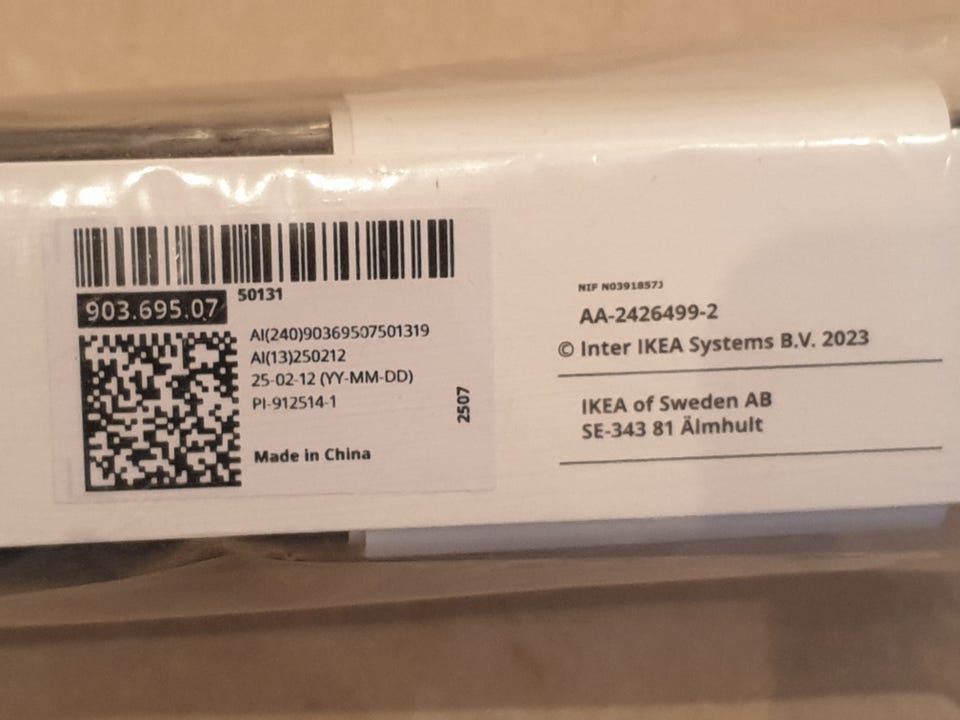 50131
903.695.07
AI(240)90369507501319
AI(13)250212
25-02-12 (YY-MM-DD)
PI-912514-1
2507
Made in China
NIF N0391857J
AA-2426499-2
© Inter IKEA Systems B.V. 2023
IKEA of Sweden AB
SE-343 81 Älmhult